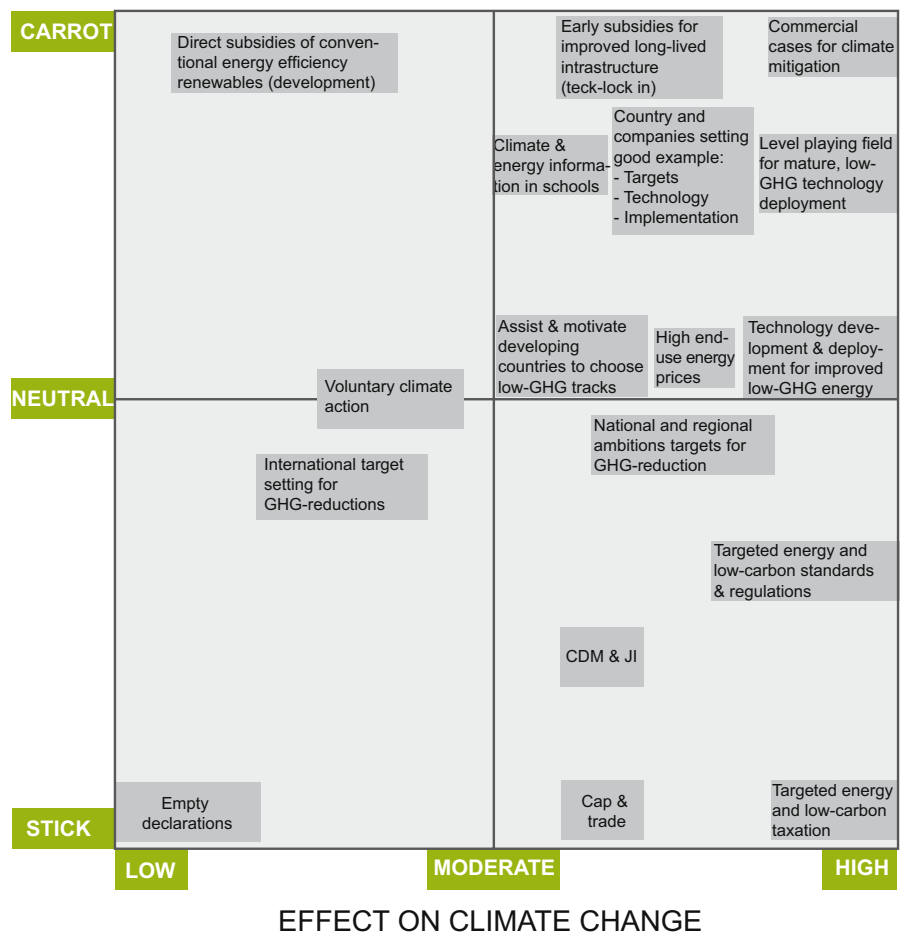 CARROT
Direct subsidies of conven-
tional energy efficiency
renewables (development)
Early subsidies for
improved long-lived
intrastructure
(teck-lock in)
Commercial
cases for climate
mitigation
Climate &
energy informa-
tion in schools
Country and
companies setting
good example:
- Targets
- Technology
- Implementation
Level playing field
for mature, low-
GHG technology
deployment
Assist & motivate
developing
countries to choose
low-GHG tracks
High end-
use energy
prices
Technology deve-
lopment & deploy-
ment for improved
low-GHG energy
NEUTRAL
Voluntary climate
action
National and regional
ambitions targets for
GHG-reduction
International target
setting for
GHG-reductions
Targeted energy and
low-carbon standards
& regulations
CDM & JI
STICK
Empty
declarations
Cap &
trade
Targeted energy
and low-carbon
taxation
LOW
MODERATE
HIGH
EFFECT ON CLIMATE CHANGE